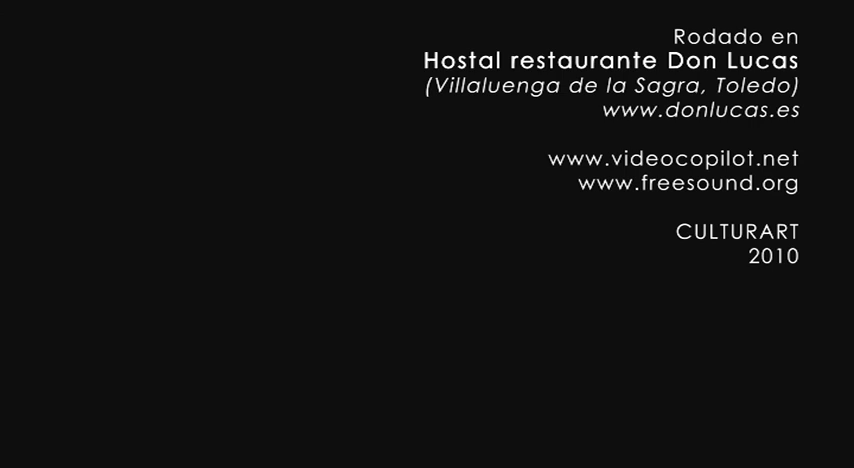 Rodado en
Hostal restaurante Don Lucas
(Villaluenga de la Sagra, Toledo)
www.donlucas.es
www.videocopilot.net
www.freesound.org
CULTURART
2010